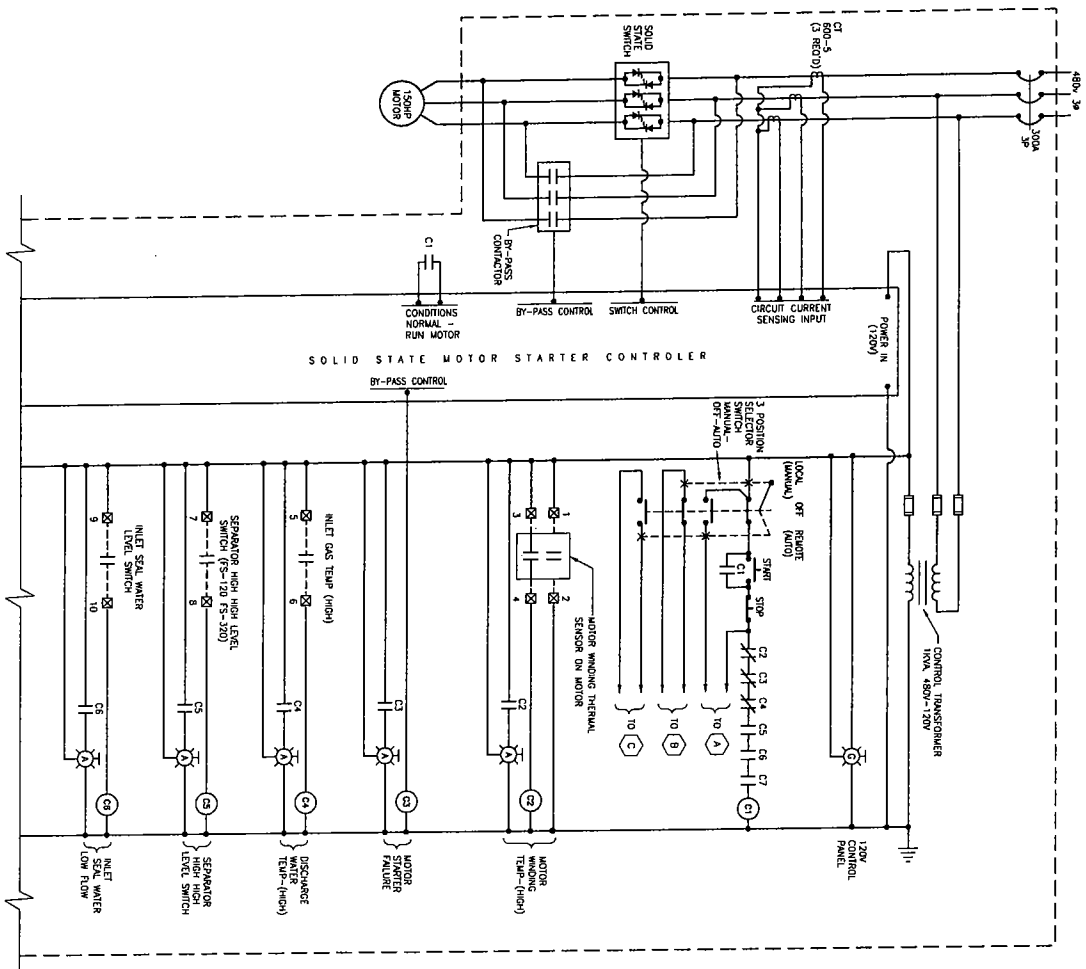 480v, 3ø
300A
3P
CT
600-5
(3 REQ'D)
SOLID
STATE
SWITCH
150HP
MOTOR
BY-PASS
CONTACTOR
C1
CONDITIONS
NORMAL -
RUN MOTOR
BY-PASS CONTROL
SWITCH CONTROL
CIRCUIT CURRENT
SENSING INPUT
POWER IN
(120V)
SOLID STATE MOTOR STARTER CONTROLER
BY-PASS CONTROL
CONTROL TRANSFORMER
1KVA, 480V-120V
G
120V
CONTROL
PANEL
3 POSITION
SELECTOR
SWITCH
MANUAL-
OFF-AUTO
LOCAL
(MANUAL)
OFF
REMOTE
(AUTO)
START
C1
STOP
C2
C3
C4
C5
C6
C7
C1
TO A
TO B
TO C
MOTOR WINDING THERMAL
SENSOR ON MOTOR
1
2
3
4
C2
C2
A
MOTOR
WINDING
TEMP-(HIGH)
C3
C3
A
MOTOR
STARTER
FAILURE
INLET GAS TEMP (HIGH)
5
6
C4
C4
A
DISCHARGE
WATER
TEMP-(HIGH)
SEPARATOR HIGH HIGH LEVEL
SWITCH (FS-120 FS-320)
7
8
C5
C5
A
SEPARATOR
HIGH HIGH
LEVEL SWITCH
INLET SEAL WATER
LEVEL SWITCH
9
10
C6
C6
A
INLET
SEAL WATER
LOW FLOW